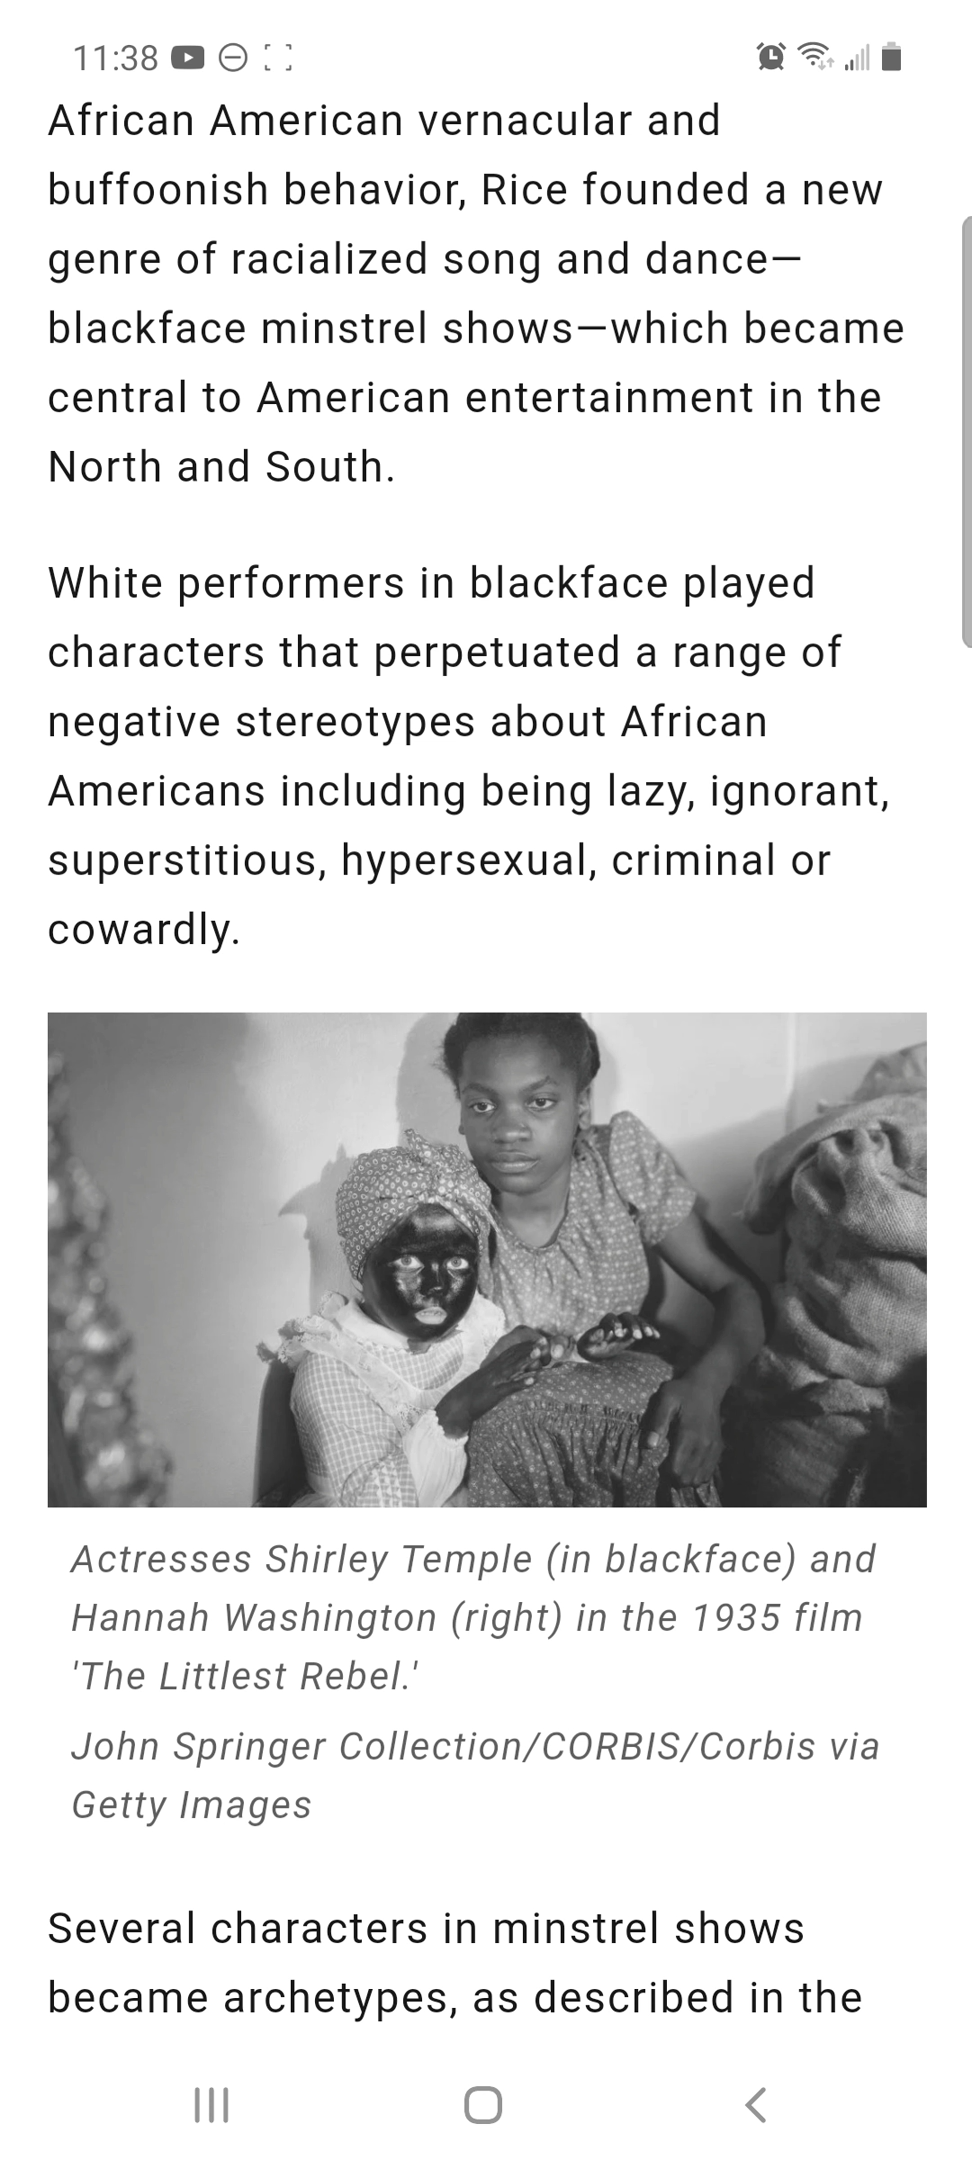 11:38
African American vernacular and
buffoonish behavior, Rice founded a new
genre of racialized song and dance—
blackface minstrel shows—which became
central to American entertainment in the
North and South.
White performers in blackface played
characters that perpetuated a range of
negative stereotypes about African
Americans including being lazy, ignorant,
superstitious, hypersexual, criminal or
cowardly.
Actresses Shirley Temple (in blackface) and
Hannah Washington (right) in the 1935 film
'The Littlest Rebel.'
John Springer Collection/CORBIS/Corbis via
Getty Images
Several characters in minstrel shows
became archetypes, as described in the